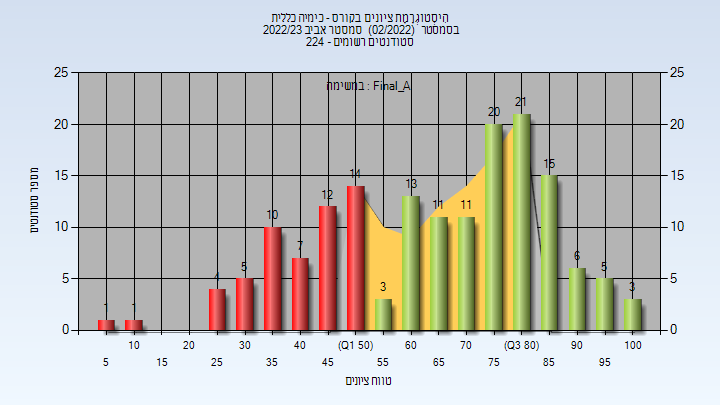 היסטוגרמת ציונים בקורס - כימיה כללית
בסמסטר (02/2022) סמסטר אביב 2022/23
סטודנטים רשומים - 224
במשימה : Final_A
מספר סטודנטים
25 25
20 20
15 15
10 10
5 5
0 0
1 1 4 5 10 7 12 14 3 13 11 11 20 21 15 6 5 3
10 20 30 40 (Q1 50) 60 70 (Q3 80) 90 100
5 15 25 35 45 55 65 75 85 95
טווח ציונים